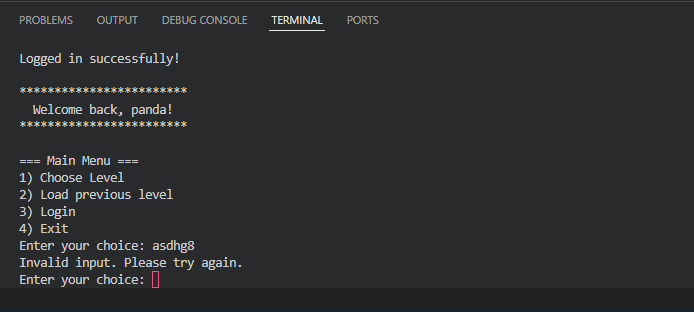 PROBLEMS OUTPUT DEBUG CONSOLE TERMINAL PORTS
Logged in successfully!
************************
Welcome back, panda!
************************
=== Main Menu ===
1) Choose Level
2) Load previous level
3) Login
4) Exit
Enter your choice: asdhg8
Invalid input. Please try again.
Enter your choice: